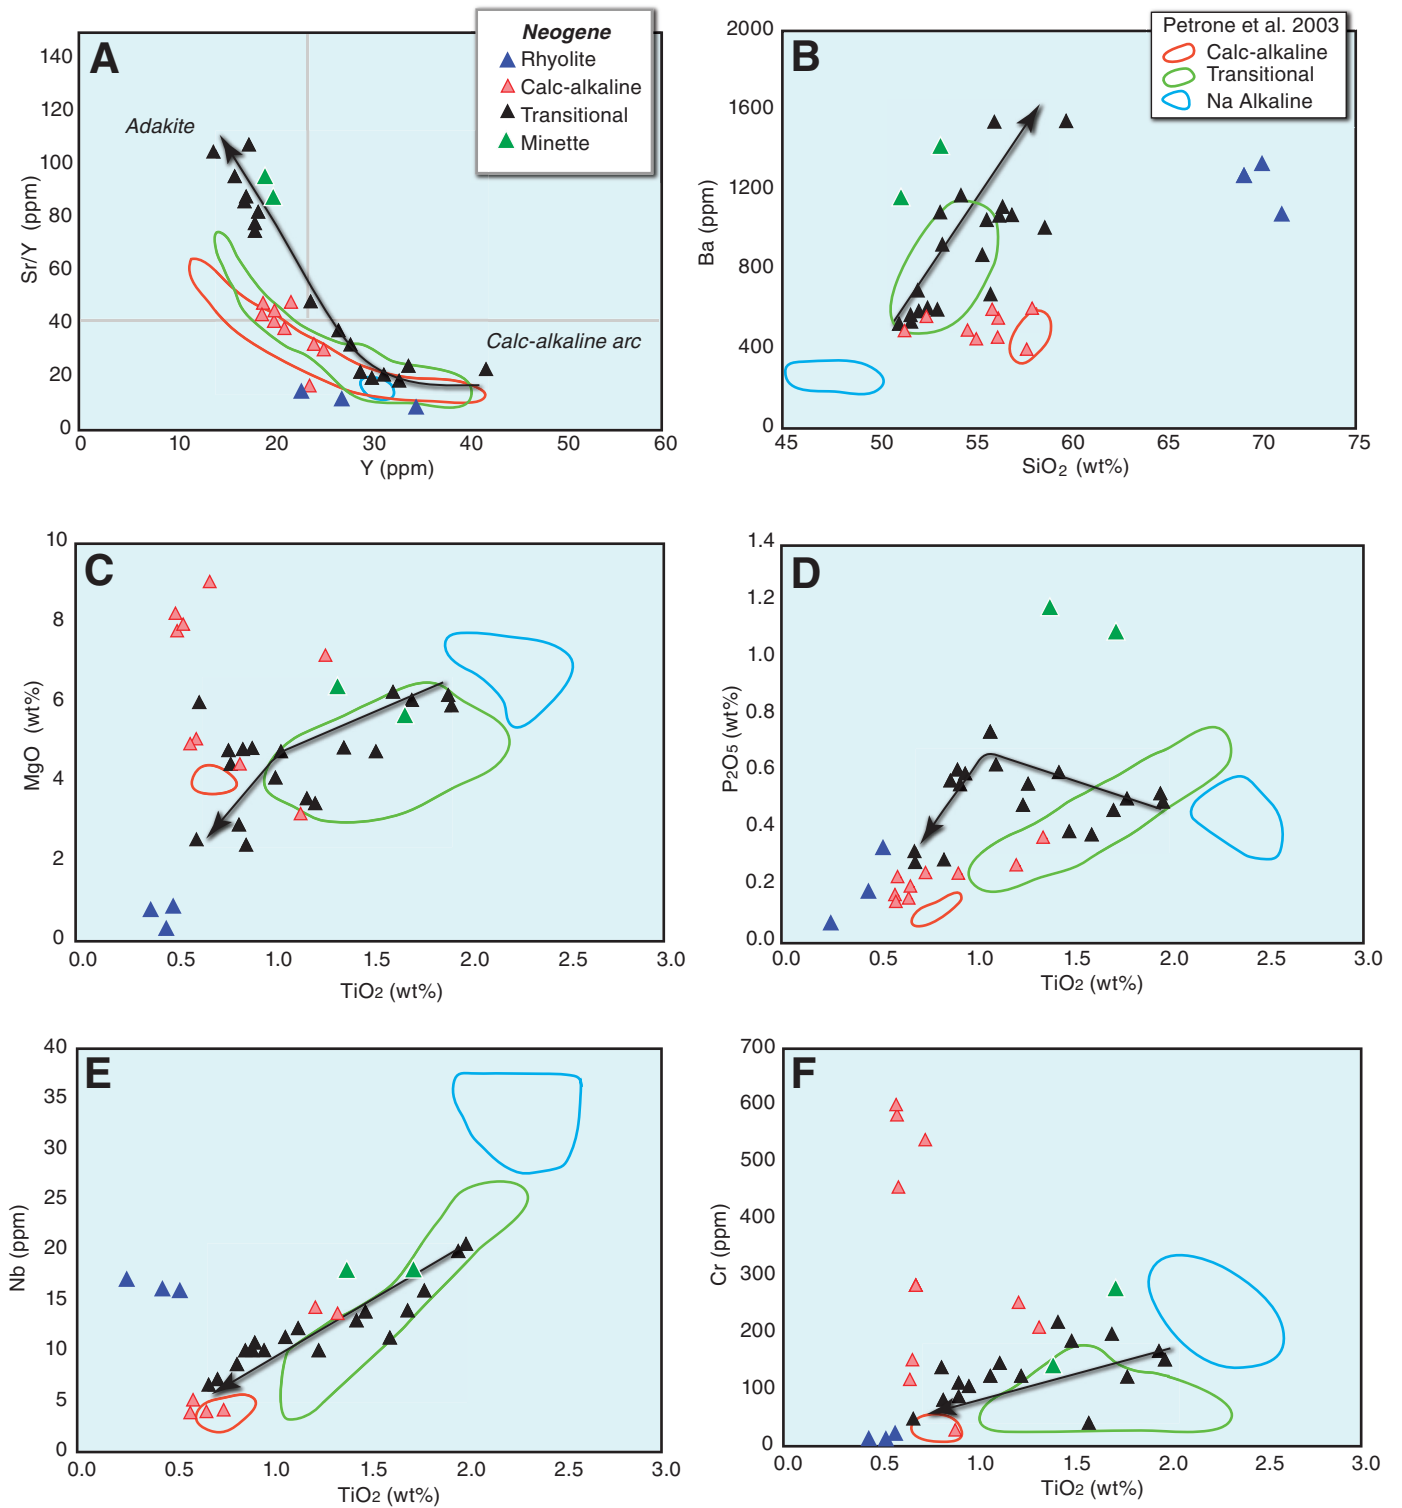 A
Neogene
Rhyolite
Calc-alkaline
Transitional
Minette
Adakite
Calc-alkaline arc
140
120
100
80
60
40
20
0
Sr/Y (ppm)
0 10 20 30 40 50 60
Y (ppm)
B
Petrone et al. 2003
Calc-alkaline
Transitional
Na Alkaline
2000
1600
1200
800
400
0
Ba (ppm)
45 50 55 60 65 70 75
SiO2 (wt%)
C
10
8
6
4
2
0
MgO (wt%)
0.0 0.5 1.0 1.5 2.0 2.5 3.0
TiO2 (wt%)
D
1.4
1.2
1.0
0.8
0.6
0.4
0.2
0.0
P2O5 (wt%)
0.0 0.5 1.0 1.5 2.0 2.5 3.0
TiO2 (wt%)
E
40
35
30
25
20
15
10
5
0
Nb (ppm)
0.0 0.5 1.0 1.5 2.0 2.5 3.0
TiO2 (wt%)
F
700
600
500
400
300
200
100
0
Cr (ppm)
0.0 0.5 1.0 1.5 2.0 2.5 3.0
TiO2 (wt%)